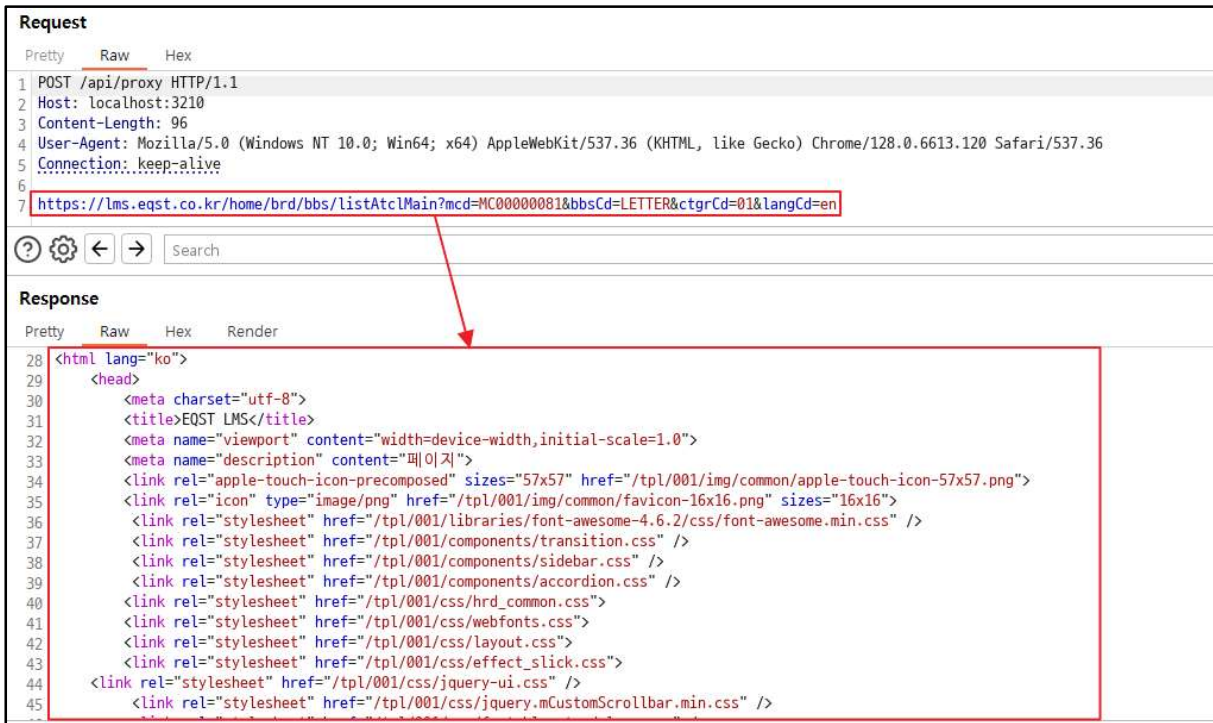 Request
Pretty Raw Hex
1 POST /api/proxy HTTP/1.1
2 Host: localhost:3210
3 Content-Length: 96
4 User-Agent: Mozilla/5.0 (Windows NT 10.0; Win64; x64) AppleWebKit/537.36 (KHTML, like Gecko) Chrome/128.0.6613.120 Safari/537.36
5 Connection: keep-alive
6
7 https://lms.eqst.co.kr/home/brd/bbs/listAtclMain?mcd=MC00000081&bbsCd=LETTER&ctgrCd=01&langCd=en
Search
Response
Pretty Raw Hex Render
28 <html lang="ko">
29 <head>
30 <meta charset="utf-8">
31 <title>EQST LMS</title>
32 <meta name="viewport" content="width=device-width,initial-scale=1.0">
33 <meta name="description" content="페이지">
34 <link rel="apple-touch-icon-precomposed" sizes="57x57" href="/tpl/001/img/common/apple-touch-icon-57x57.png">
35 <link rel="icon" type="image/png" href="/tpl/001/img/common/favicon-16x16.png" sizes="16x16">
36 <link rel="stylesheet" href="/tpl/001/libraries/font-awesome-4.6.2/css/font-awesome.min.css" />
37 <link rel="stylesheet" href="/tpl/001/components/transition.css" />
38 <link rel="stylesheet" href="/tpl/001/components/sidebar.css" />
39 <link rel="stylesheet" href="/tpl/001/components/accordion.css" />
40 <link rel="stylesheet" href="/tpl/001/css/hrd_common.css">
41 <link rel="stylesheet" href="/tpl/001/css/webfonts.css">
42 <link rel="stylesheet" href="/tpl/001/css/layout.css">
43 <link rel="stylesheet" href="/tpl/001/css/effect_slick.css">
44 <link rel="stylesheet" href="/tpl/001/css/jquery-ui.css" />
45 <link rel="stylesheet" href="/tpl/001/css/jquery.mCustomScrollbar.min.css" />